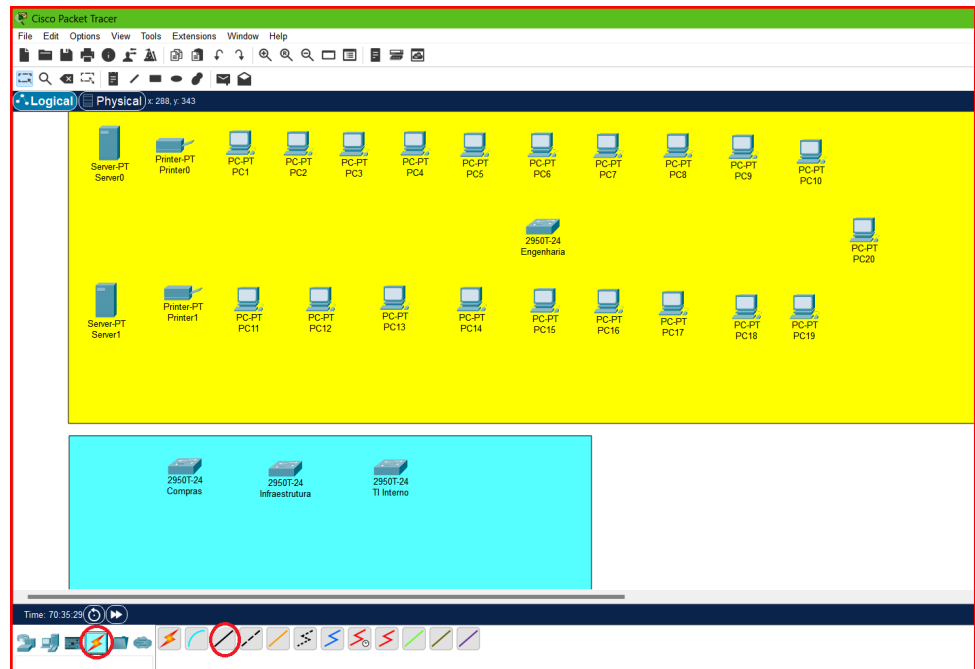 Cisco Packet Tracer
File Edit Options View Tools Extensions Window Help
Logical Physical x: 288, y: 343
Server-PT
Server0
Printer-PT
Printer0
PC-PT
PC1
PC-PT
PC2
PC-PT
PC3
PC-PT
PC4
PC-PT
PC5
PC-PT
PC6
PC-PT
PC7
PC-PT
PC8
PC-PT
PC9
PC-PT
PC10
2950T-24
Engenharia
PC-PT
PC20
Server-PT
Server1
Printer-PT
Printer1
PC-PT
PC11
PC-PT
PC12
PC-PT
PC13
PC-PT
PC14
PC-PT
PC15
PC-PT
PC16
PC-PT
PC17
PC-PT
PC18
PC-PT
PC19
2950T-24
Compras
2950T-24
Infraestrutura
2950T-24
TI Interno
Time: 70:35:29